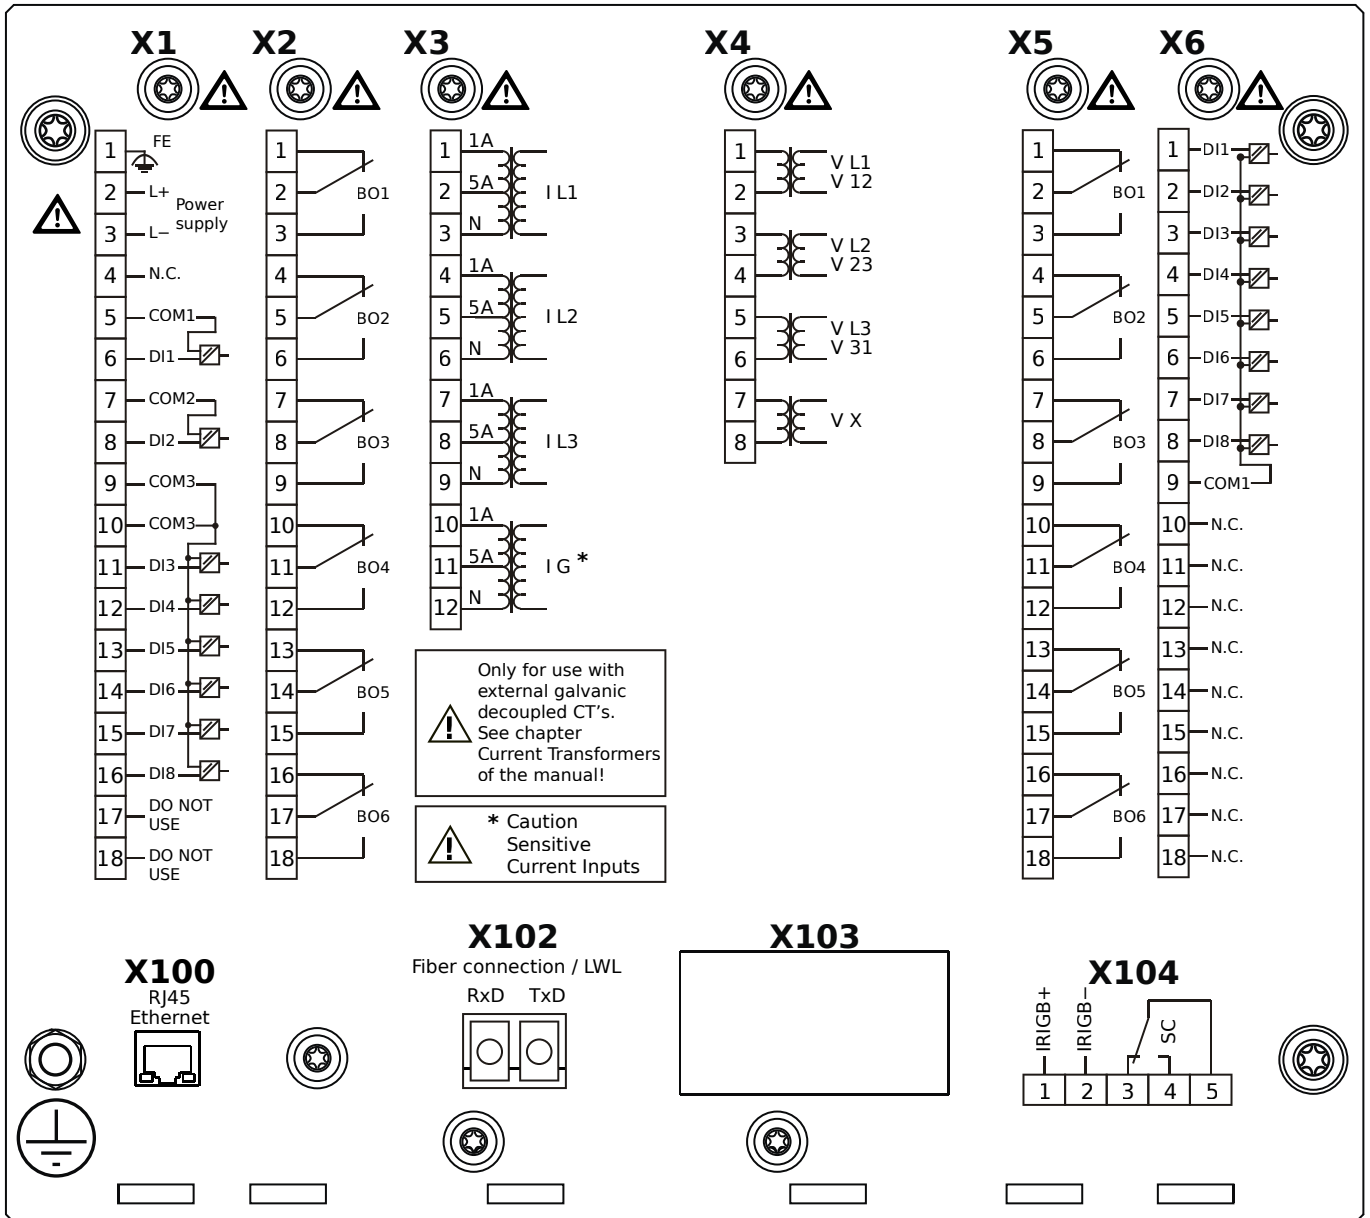 X1
X2
X3
X4
X5
X6
1 FE
2 L+
Power
supply
3 L−
4 N.C.
5 COM1
6 DI1
7 COM2
8 DI2
9 COM3
10 COM3
11 DI3
12 DI4
13 DI5
14 DI6
15 DI7
16 DI8
17 DO NOT
USE
18 DO NOT
USE
1
2 BO1
3
4
5 BO2
6
7
8 BO3
9
10
11 BO4
12
13
14 BO5
15
16
17 BO6
18
1 1A
2 5A I L1
3 N
4 1A
5 5A I L2
6 N
7 1A
8 5A I L3
9 N
10 1A
11 5A I G *
12 N
Only for use with
external galvanic
decoupled CT's.
See chapter
Current Transformers
of the manual!
* Caution
Sensitive
Current Inputs
1 V L1
2 V 12
3 V L2
4 V 23
5 V L3
6 V 31
7 V X
8
1
2 BO1
3
4
5 BO2
6
7
8 BO3
9
10
11 BO4
12
13
14 BO5
15
16
17 BO6
18
1 DI1
2 DI2
3 DI3
4 DI4
5 DI5
6 DI6
7 DI7
8 DI8
9 COM1
10 N.C.
11 N.C.
12 N.C.
13 N.C.
14 N.C.
15 N.C.
16 N.C.
17 N.C.
18 N.C.
X100
RJ45
Ethernet
X102
Fiber connection / LWL
RxD TxD
X103
X104
IRIGB+
IRIGB−
SC
1 2 3 4 5